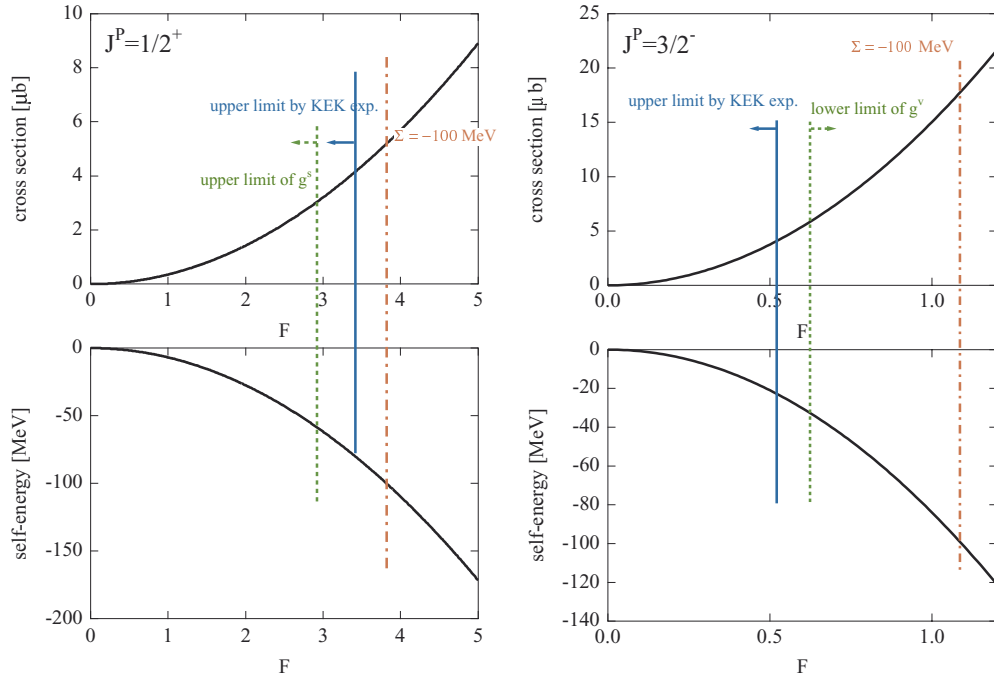 J^P=1/2^+
cross section [μb]
10
8
6
4
2
0
upper limit by KEK exp.
Σ = −100 MeV
upper limit of g^s
0 1 2 3 4 5
F
self-energy [MeV]
0
-50
-100
-150
-200
0 1 2 3 4 5
F
J^P=3/2^-
cross section [μb]
25
20
15
10
5
0
Σ = −100 MeV
upper limit by KEK exp.
lower limit of g^v
0.0 0.5 1.0
F
self-energy [MeV]
0
-20
-40
-60
-80
-100
-120
-140
0.0 0.5 1.0
F